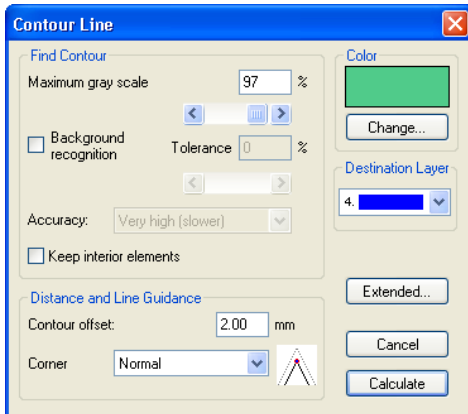 Contour Line
Find Contour
Maximum gray scale 97 %
Background recognition
Tolerance 0 %
Accuracy: Very high (slower)
Keep interior elements
Distance and Line Guidance
Contour offset: 2.00 mm
Corner Normal
Color
Change...
Destination Layer
4.
Extended...
Cancel
Calculate